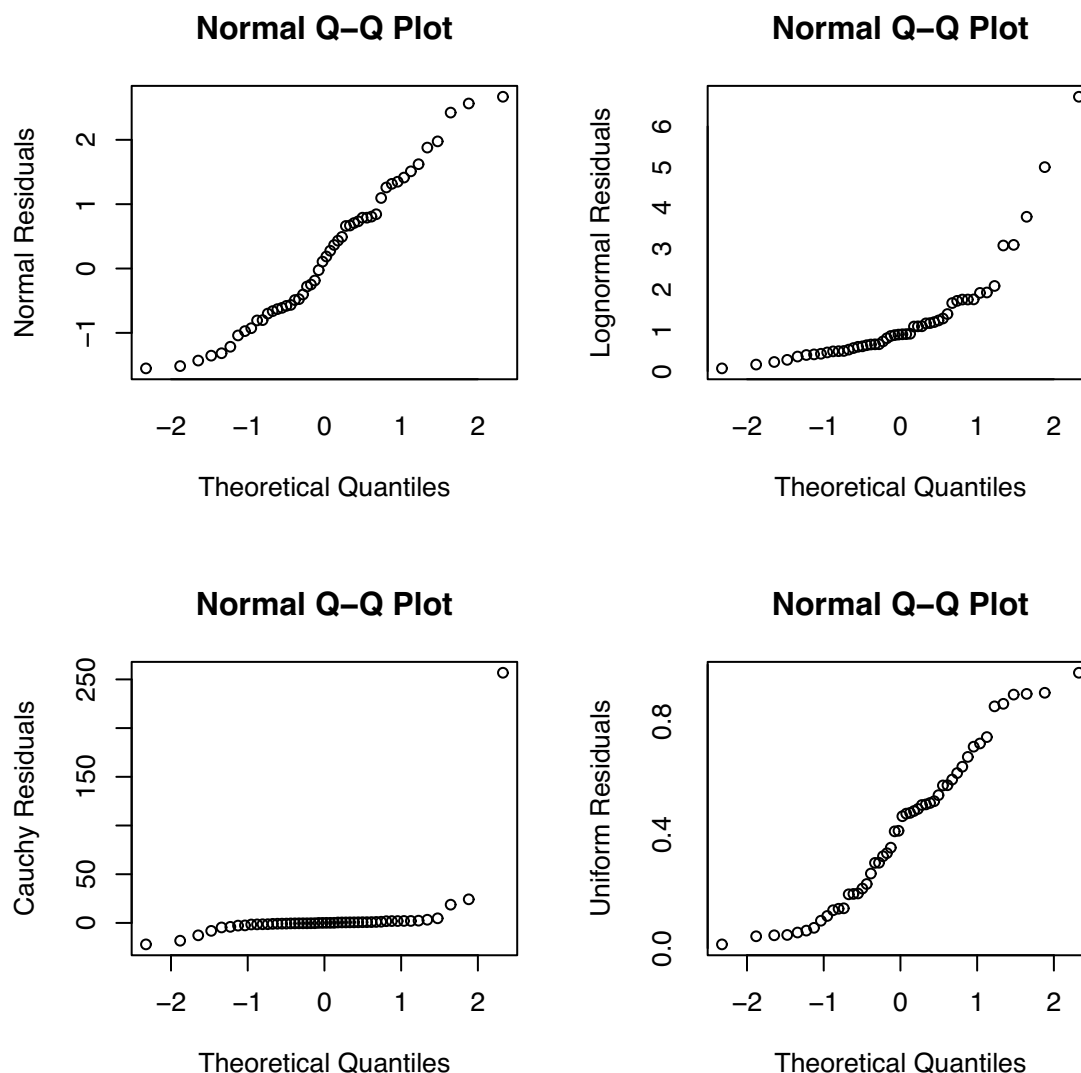 Normal Q−Q Plot
Normal Residuals
2
1
0
−1
−2 −1 0 1 2
Theoretical Quantiles
Normal Q−Q Plot
Lognormal Residuals
6
5
4
3
2
1
0
−2 −1 0 1 2
Theoretical Quantiles
Normal Q−Q Plot
Cauchy Residuals
250
150
50
0
−2 −1 0 1 2
Theoretical Quantiles
Normal Q−Q Plot
Uniform Residuals
0.8
0.4
0.0
−2 −1 0 1 2
Theoretical Quantiles